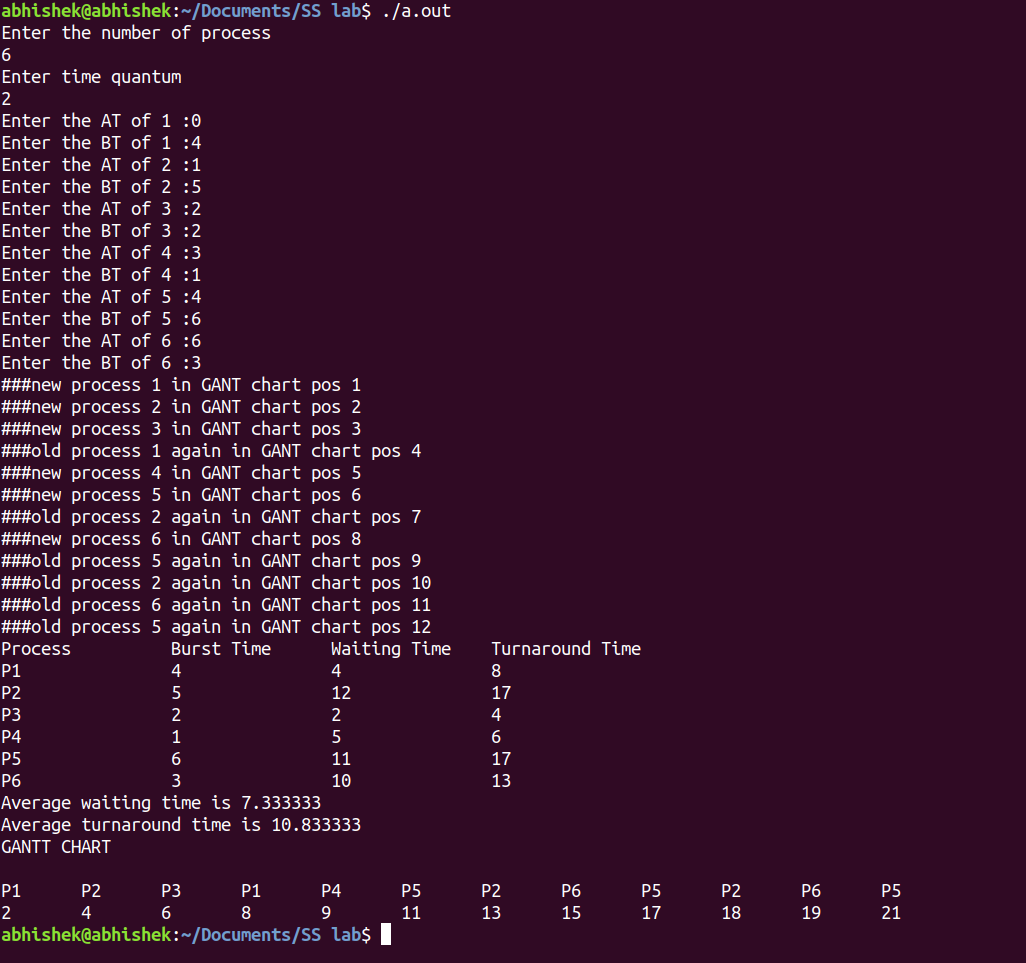 abhishek@abhishek:~/Documents/SS lab$ ./a.out
Enter the number of process
6
Enter time quantum
2
Enter the AT of 1 :0
Enter the BT of 1 :4
Enter the AT of 2 :1
Enter the BT of 2 :5
Enter the AT of 3 :2
Enter the BT of 3 :2
Enter the AT of 4 :3
Enter the BT of 4 :1
Enter the AT of 5 :4
Enter the BT of 5 :6
Enter the AT of 6 :6
Enter the BT of 6 :3
###new process 1 in GANT chart pos 1
###new process 2 in GANT chart pos 2
###new process 3 in GANT chart pos 3
###old process 1 again in GANT chart pos 4
###new process 4 in GANT chart pos 5
###new process 5 in GANT chart pos 6
###old process 2 again in GANT chart pos 7
###new process 6 in GANT chart pos 8
###old process 5 again in GANT chart pos 9
###old process 2 again in GANT chart pos 10
###old process 6 again in GANT chart pos 11
###old process 5 again in GANT chart pos 12
Process          Burst Time      Waiting Time    Turnaround Time
P1               4               4               8
P2               5               12              17
P3               2               2               4
P4               1               5               6
P5               6               11              17
P6               3               10              13
Average waiting time is 7.333333
Average turnaround time is 10.833333
GANTT CHART
P1      P2      P3      P1      P4      P5      P2      P6      P5      P2      P6      P5
2       4       6       8       9       11      13      15      17      18      19      21
abhishek@abhishek:~/Documents/SS lab$